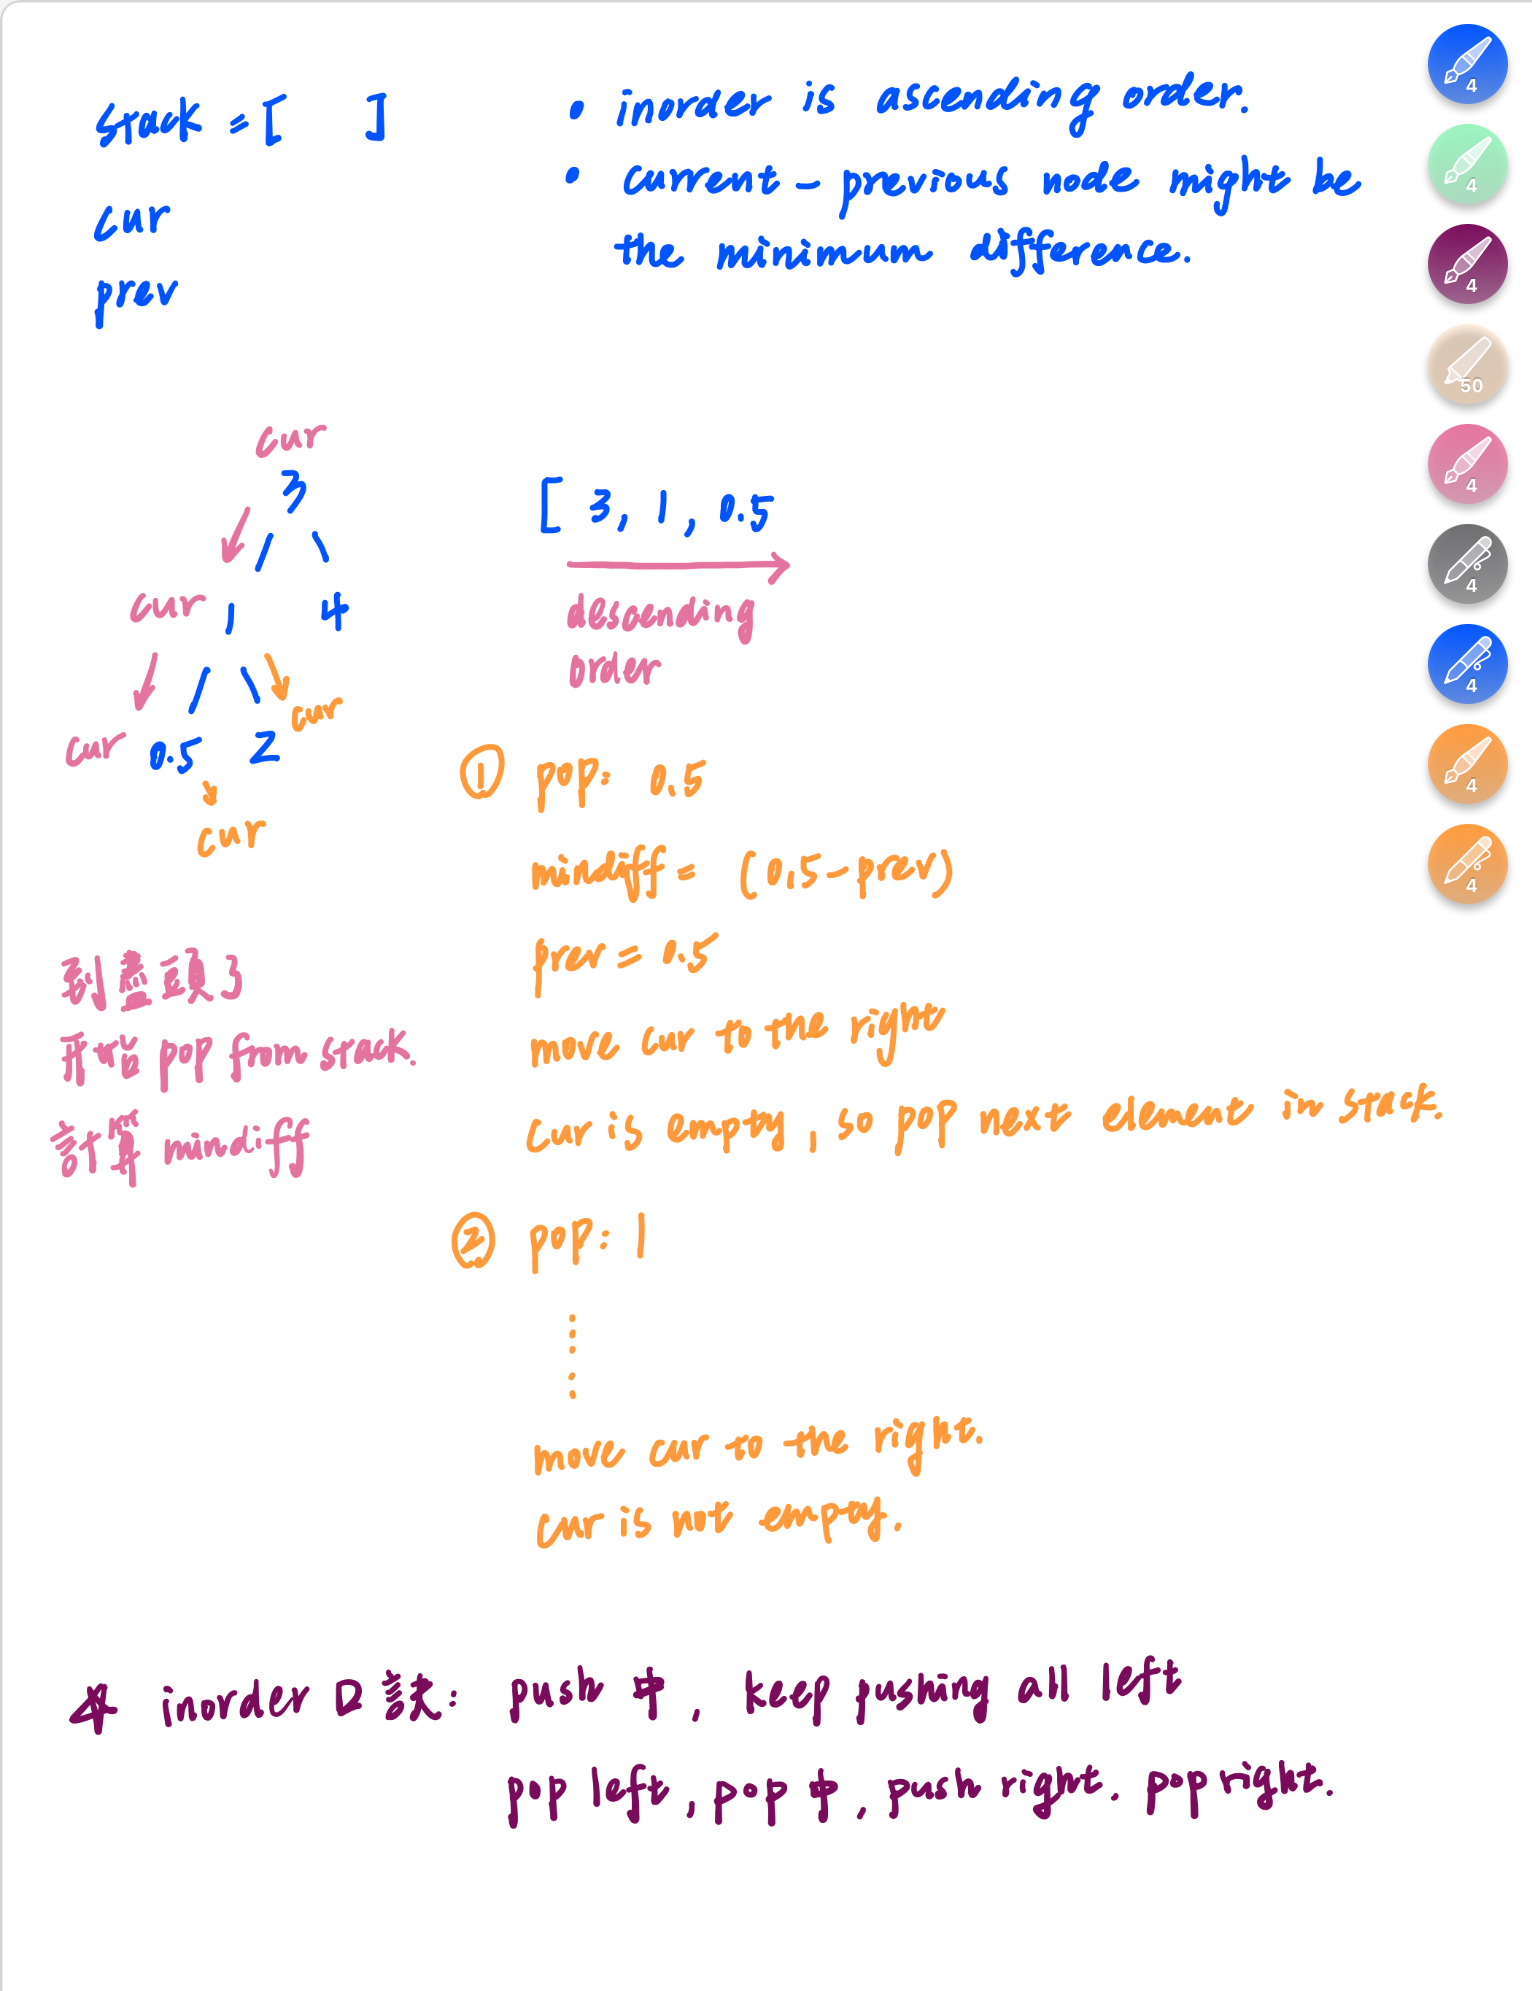 stack = [ ]
cur
prev
• inorder is ascending order.
• current - previous node might be
the minimum difference.
cur
3
cur 1 4
cur 0.5 2 cur
cur
[ 3, 1, 0.5
descending
order
到盡頭了
开始 pop from stack.
計算 mindiff
① pop: 0.5
mindiff = (0.5 - prev)
prev = 0.5
move cur to the right
cur is empty, so pop next element in stack.
② pop: 1
move cur to the right.
cur is not empty.
inorder 口訣: push 中, keep pushing all left
pop left, pop 中, push right. pop right.
4
4
4
50
4
4
4
4
4